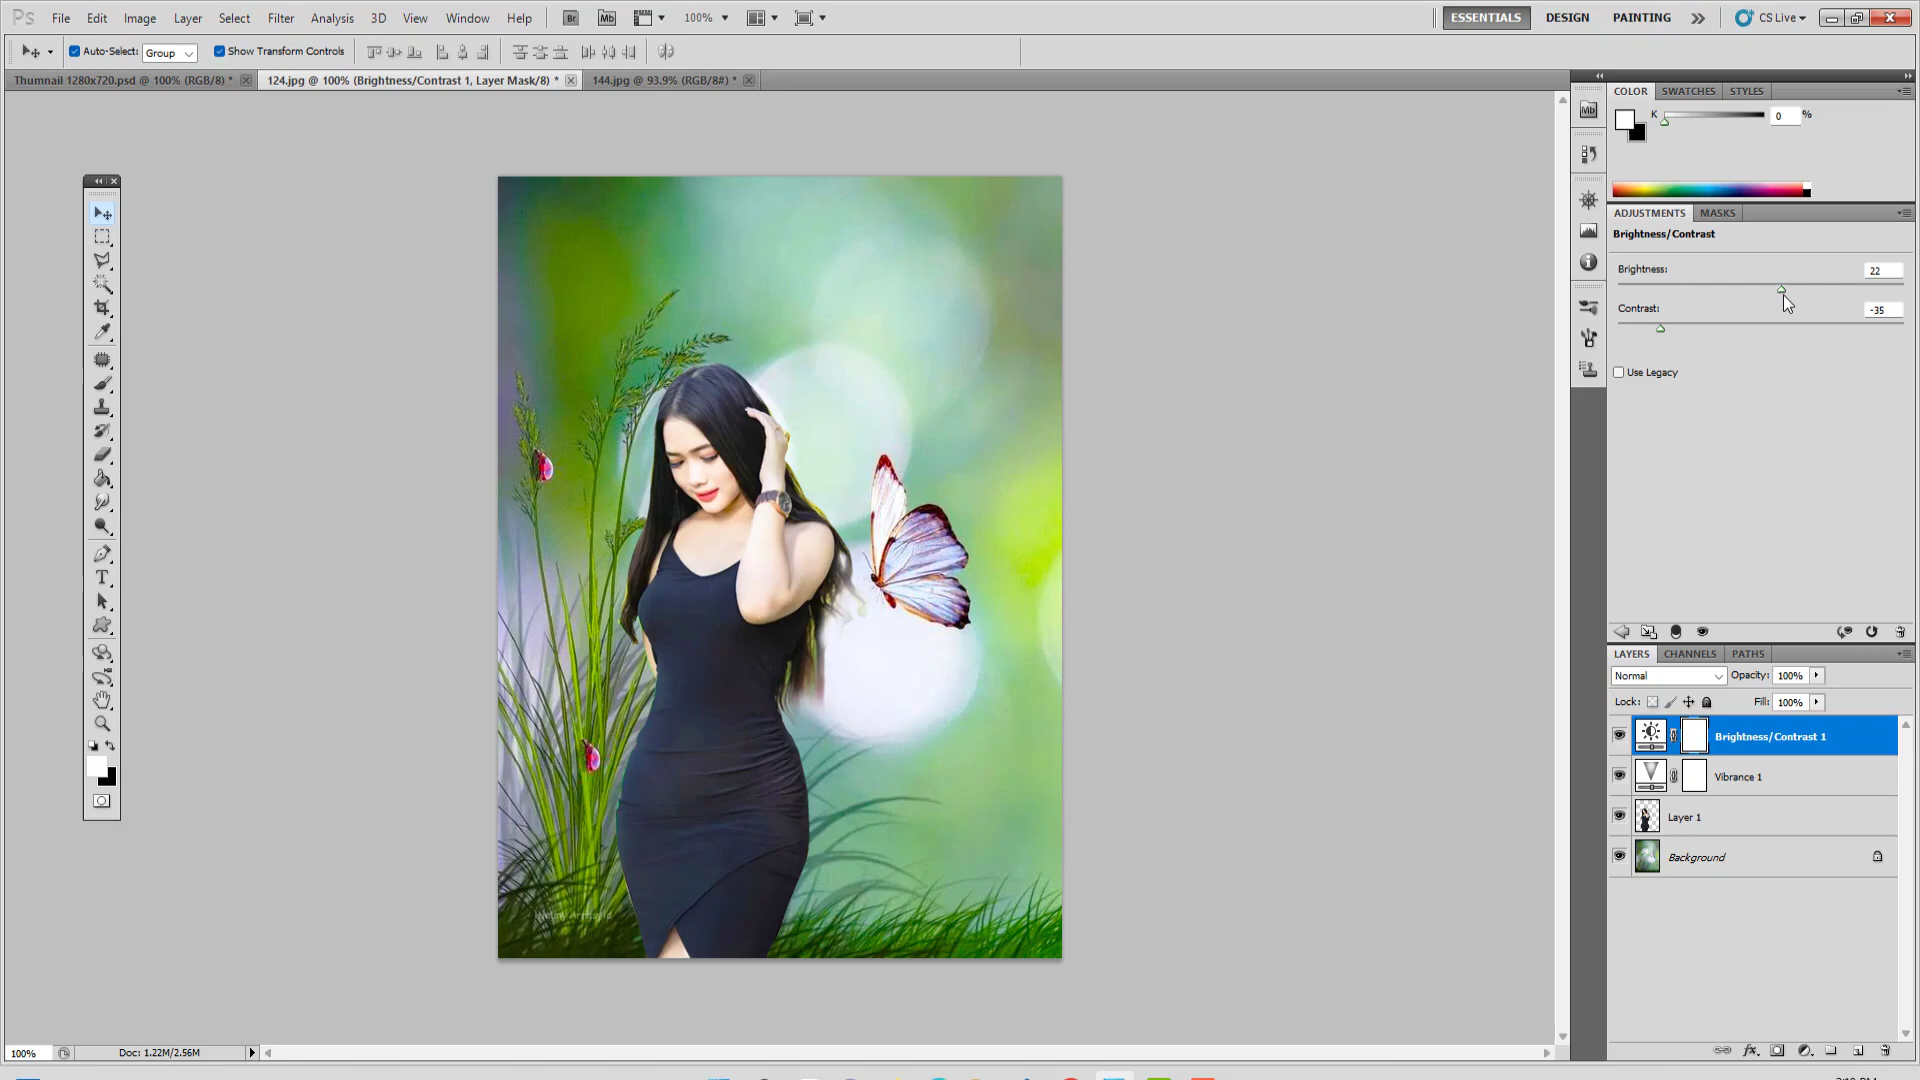 Ps File Edit Image Layer Select Filter Analysis 3D View Window Help Br Mb 100% ESSENTIALS DESIGN PAINTING CS Live
Auto-Select: Group Show Transform Controls
Thumnail 1280x720.psd @ 100% (RGB/8) * 124.jpg @ 100% (Brightness/Contrast 1, Layer Mask/8) * 144.jpg @ 93.9% (RGB/8#) *
COLOR SWATCHES STYLES
Mb
K 0 %
ADJUSTMENTS MASKS
Brightness/Contrast
Brightness: 22
Contrast: -35
Use Legacy
T
LAYERS CHANNELS PATHS
Normal Opacity: 100%
Lock: Fill: 100%
Brightness/Contrast 1
Vibrance 1
Layer 1
Background
100% Doc: 1.22M/2.56M
fx